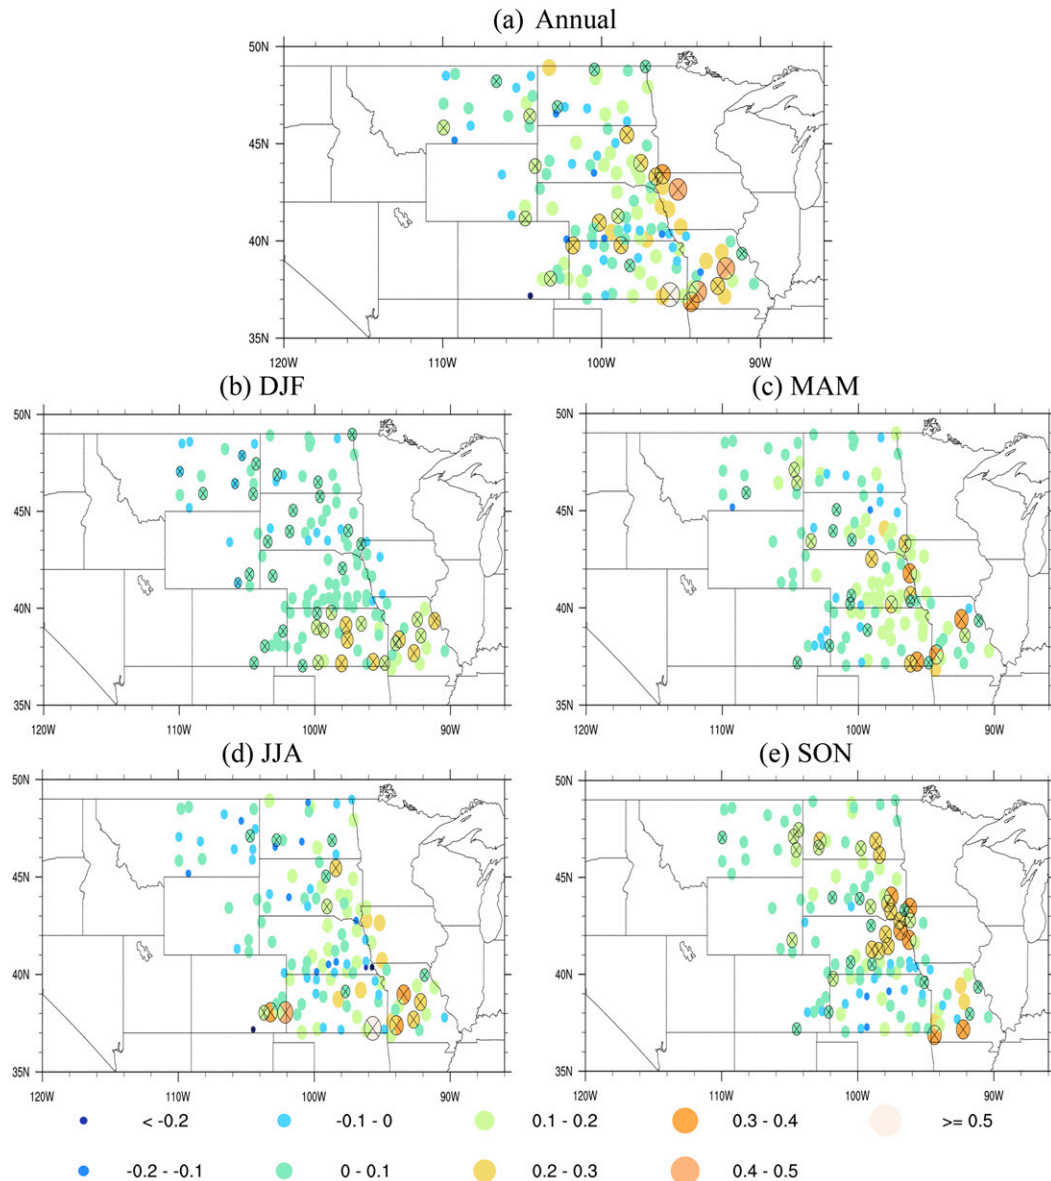 (a) Annual
50N
45N
40N
35N
120W 110W 100W 90W
(b) DJF
(c) MAM
50N
45N
40N
35N
120W 110W 100W 90W
50N
45N
40N
35N
120W 110W 100W 90W
(d) JJA
(e) SON
50N
45N
40N
35N
120W 110W 100W 90W
50N
45N
40N
35N
120W 110W 100W 90W
< -0.2 -0.1 - 0 0.1 - 0.2 0.3 - 0.4 >= 0.5
-0.2 - -0.1 0 - 0.1 0.2 - 0.3 0.4 - 0.5